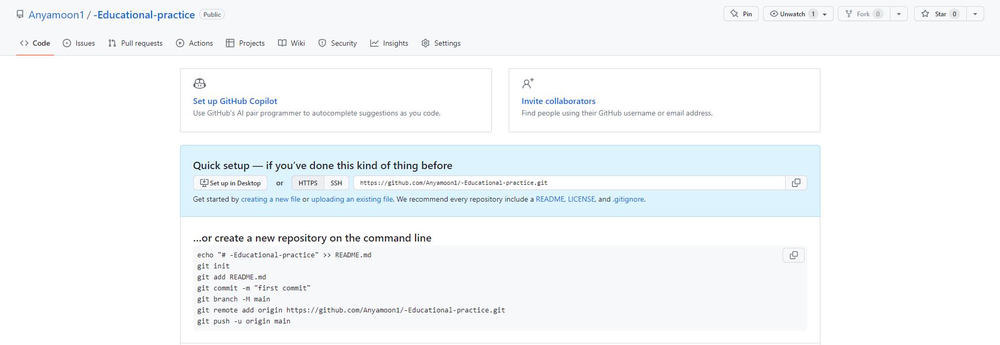 Anyamoon1 / -Educational-practice Public
Pin Unwatch 1 Fork 0 Star 0
Code Issues Pull requests Actions Projects Wiki Security Insights Settings
Set up GitHub Copilot
Use GitHub's AI pair programmer to autocomplete suggestions as you code.
Invite collaborators
Find people using their GitHub username or email address.
Quick setup — if you’ve done this kind of thing before
Set up in Desktop or HTTPS SSH https://github.com/Anyamoon1/-Educational-practice.git
Get started by creating a new file or uploading an existing file. We recommend every repository include a README, LICENSE, and .gitignore.
…or create a new repository on the command line
echo "# -Educational-practice" >> README.md
git init
git add README.md
git commit -m "first commit"
git branch -M main
git remote add origin https://github.com/Anyamoon1/-Educational-practice.git
git push -u origin main